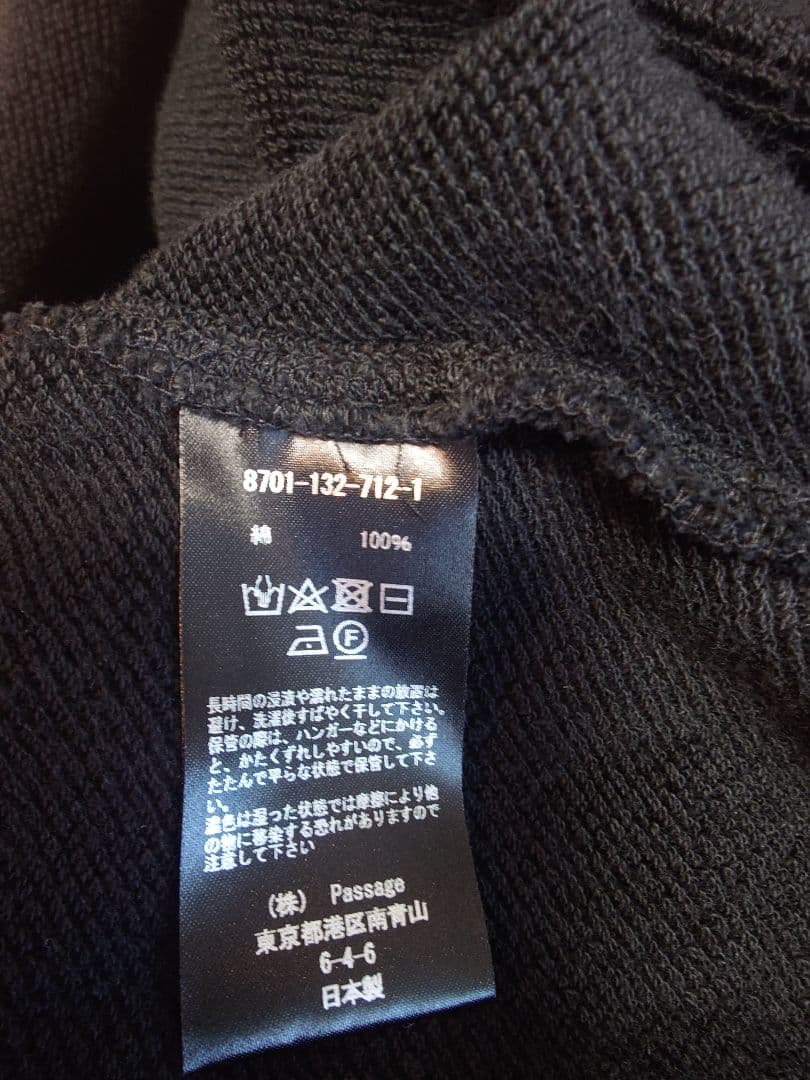 8701-132-712-1
綿 100%
F
長時間の浸漬や濡れたままの放置は
避け、洗濯後すばやく干して下さい。
保管の際は、ハンガーなどにかける
と、かたくずれしやすいので、必ず
たたんで平らな状態で保管して下さ
い。
濃色は湿った状態では摩擦により他
の物に移染する恐れがありますので
注意して下さい
(株) Passage
東京都港区南青山
6-4-6
日本製